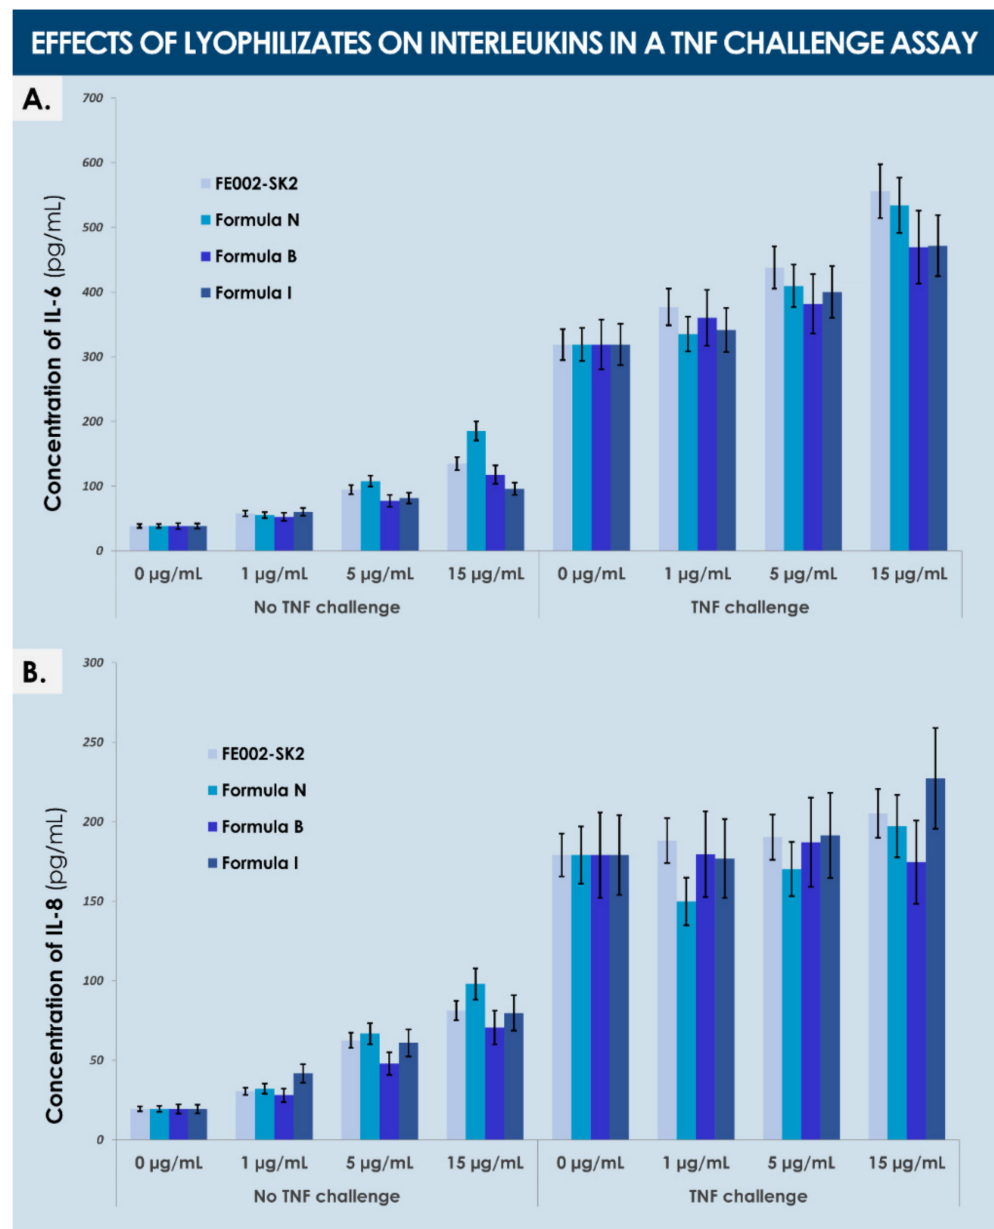 EFFECTS OF LYOPHILIZATES ON INTERLEUKINS IN A TNF CHALLENGE ASSAY
A.
Concentration of IL-6 (pg/mL)
700
600
500
400
300
200
100
0
FE002-SK2
Formula N
Formula B
Formula I
0 µg/mL 1 µg/mL 5 µg/mL 15 µg/mL 0 µg/mL 1 µg/mL 5 µg/mL 15 µg/mL
No TNF challenge TNF challenge
B.
Concentration of IL-8 (pg/mL)
300
250
200
150
100
50
0
FE002-SK2
Formula N
Formula B
Formula I
0 µg/mL 1 µg/mL 5 µg/mL 15 µg/mL 0 µg/mL 1 µg/mL 5 µg/mL 15 µg/mL
No TNF challenge TNF challenge